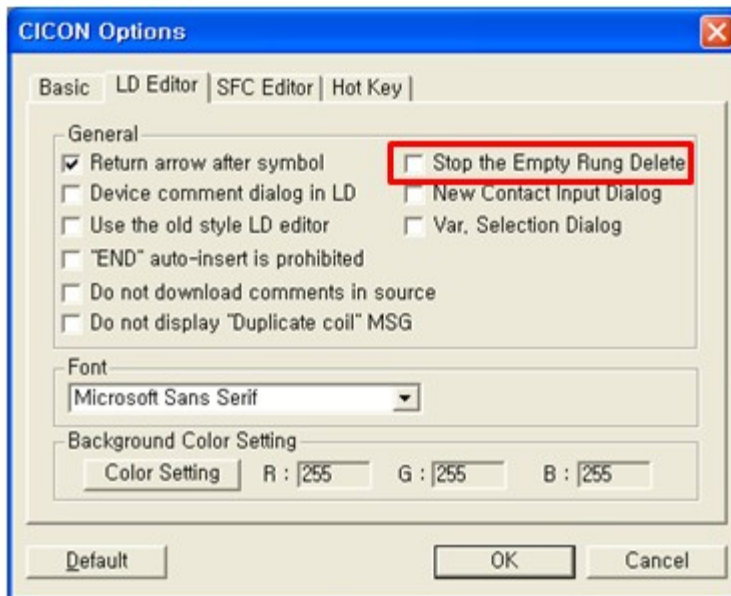 CICON Options
Basic LD Editor SFC Editor Hot Key
General
Return arrow after symbol
Device comment dialog in LD
Use the old style LD editor
"END" auto-insert is prohibited
Do not download comments in source
Do not display "Duplicate coil" MSG
Stop the Empty Rung Delete
New Contact Input Dialog
Var, Selection Dialog
Font
Microsoft Sans Serif
Background Color Setting
Color Setting R : 255 G : 255 B : 255
Default OK Cancel